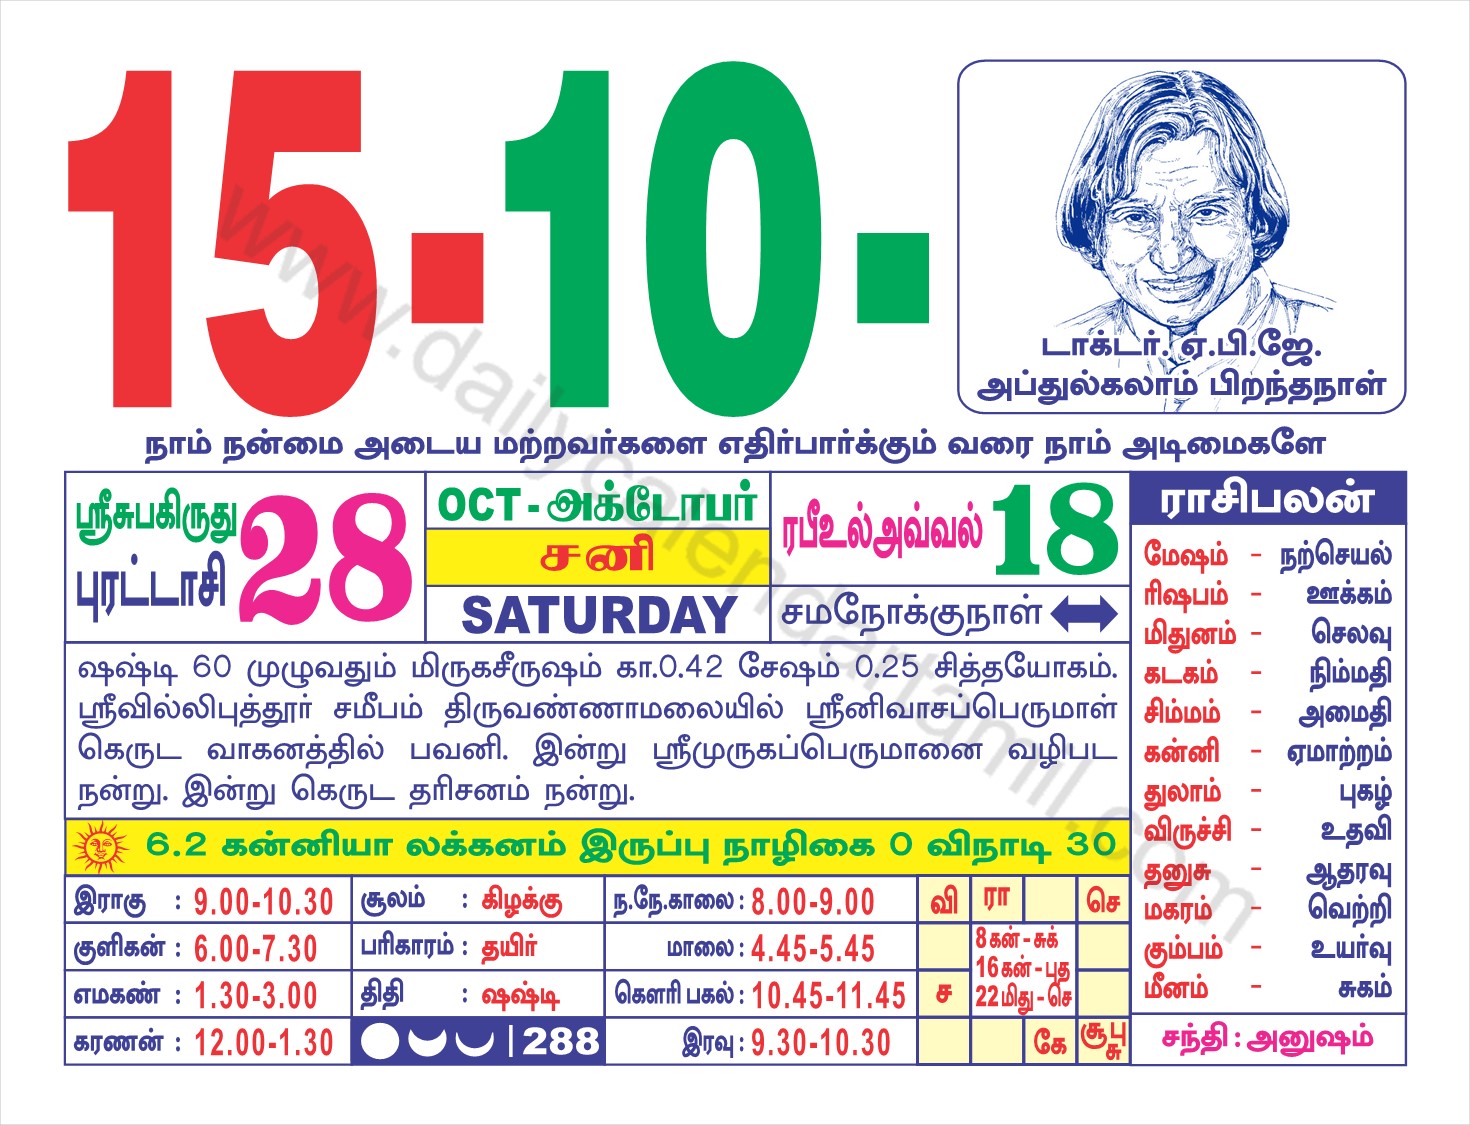 15-10-
டாக்டர். ஏ.பி.ஜே.
அப்துல்கலாம் பிறந்தநாள்
நாம் நன்மை அடைய மற்றவர்களை எதிர்பார்க்கும் வரை நாம் அடிமைகளே
ஸ்ரீசுபகிருது
புரட்டாசி 28
OCT - அக்டோபர்
சனி
SATURDAY
ரபீஉல்அவ்வல் 18
சமநோக்குநாள்
ஷஷ்டி 60 முழுவதும் மிருகசீருஷம் கா.0.42 சேஷம் 0.25 சித்தயோகம்.
ஸ்ரீவில்லிபுத்தூர் சமீபம் திருவண்ணாமலையில் ஸ்ரீனிவாசப்பெருமாள்
கெருட வாகனத்தில் பவனி. இன்று ஸ்ரீமுருகப்பெருமானை வழிபட
நன்று. இன்று கெருட தரிசனம் நன்று.
6.2 கன்னியா லக்கனம் இருப்பு நாழிகை 0 விநாடி 30
இராகு : 9.00-10.30
குளிகன் : 6.00-7.30
எமகண் : 1.30-3.00
கரணன் : 12.00-1.30
சூலம் : கிழக்கு
பரிகாரம் : தயிர்
திதி : ஷஷ்டி
288
ந.நே.காலை : 8.00-9.00
மாலை : 4.45-5.45
கௌரி பகல் : 10.45-11.45
இரவு : 9.30-10.30
வி ரா செ
8 கன் - சுக்
16 கன் - புத
22 மிது - செ
ச
கே சூ பு சு
ராசிபலன்
மேஷம் - நற்செயல்
ரிஷபம் - ஊக்கம்
மிதுனம் - செலவு
கடகம் - நிம்மதி
சிம்மம் - அமைதி
கன்னி - ஏமாற்றம்
துலாம் - புகழ்
விருச்சி - உதவி
தனுசு - ஆதரவு
மகரம் - வெற்றி
கும்பம் - உயர்வு
மீனம் - சுகம்
சந்தி : அனுஷம்
www.dailycalendartamil.com